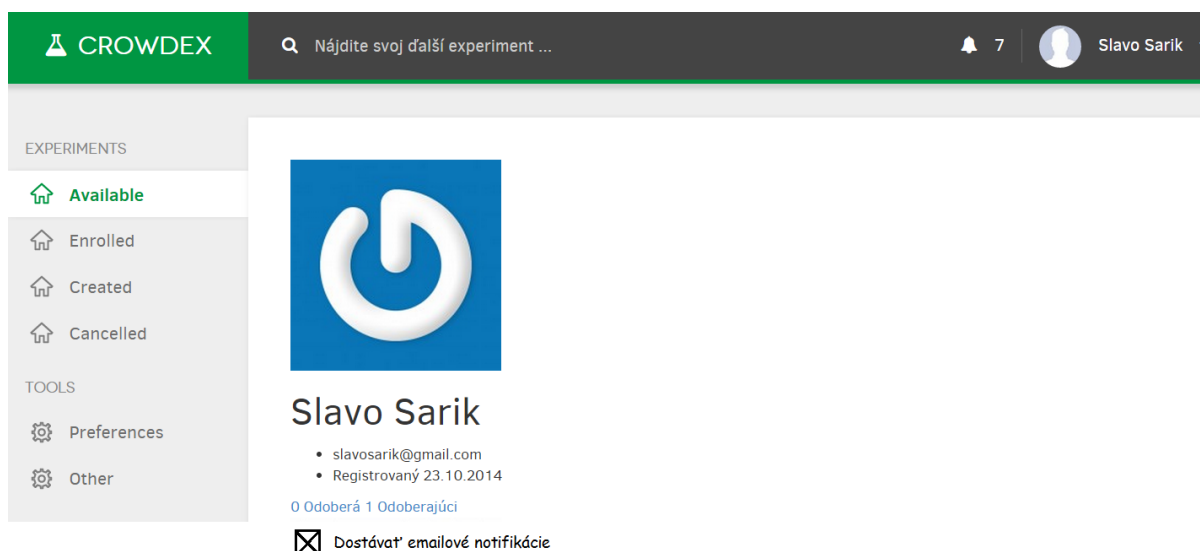 CROWDEX
Nájdite svoj ďalší experiment ...
7
Slavo Sarik
EXPERIMENTS
Available
Enrolled
Created
Cancelled
TOOLS
Preferences
Other
Slavo Sarik
• slavosarik@gmail.com
• Registrovaný 23.10.2014
0 Odoberá 1 Odoberajúci
Dostávať emailové notifikácie